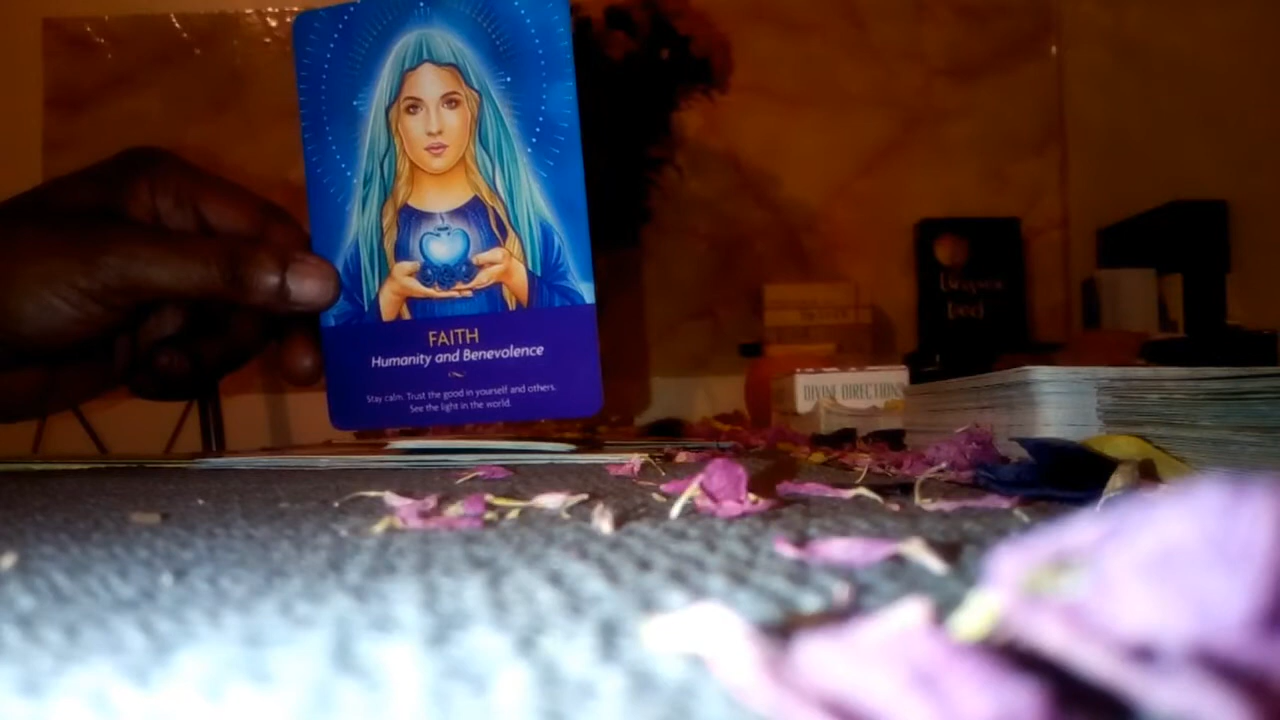 FAITH
Humanity and Benevolence
Stay calm. Trust the good in yourself and others.
See the light in the world.
DIVINE DIRECTIONS